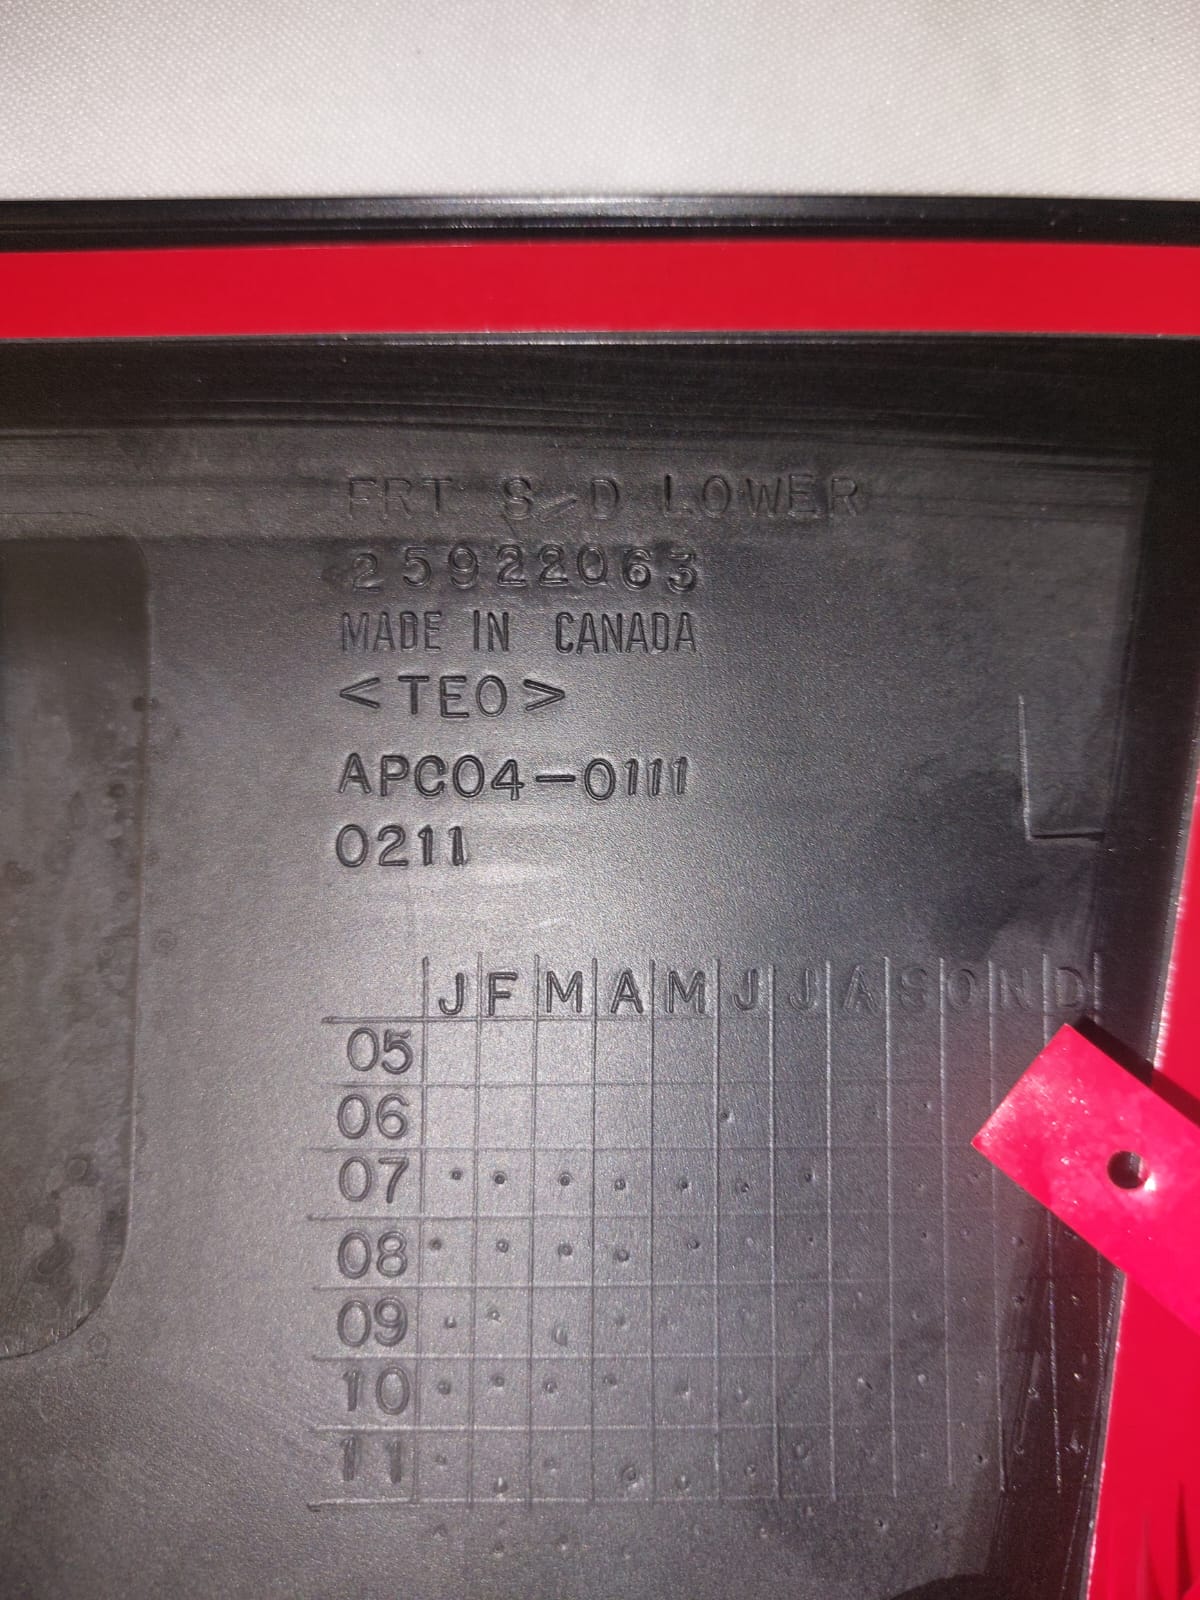 FRT S/D LOWER
25922063
MADE IN CANADA
<TEO>
APC04-0111
0211
J F M A M J J A S O N D
05
06
07
08
09
10
11